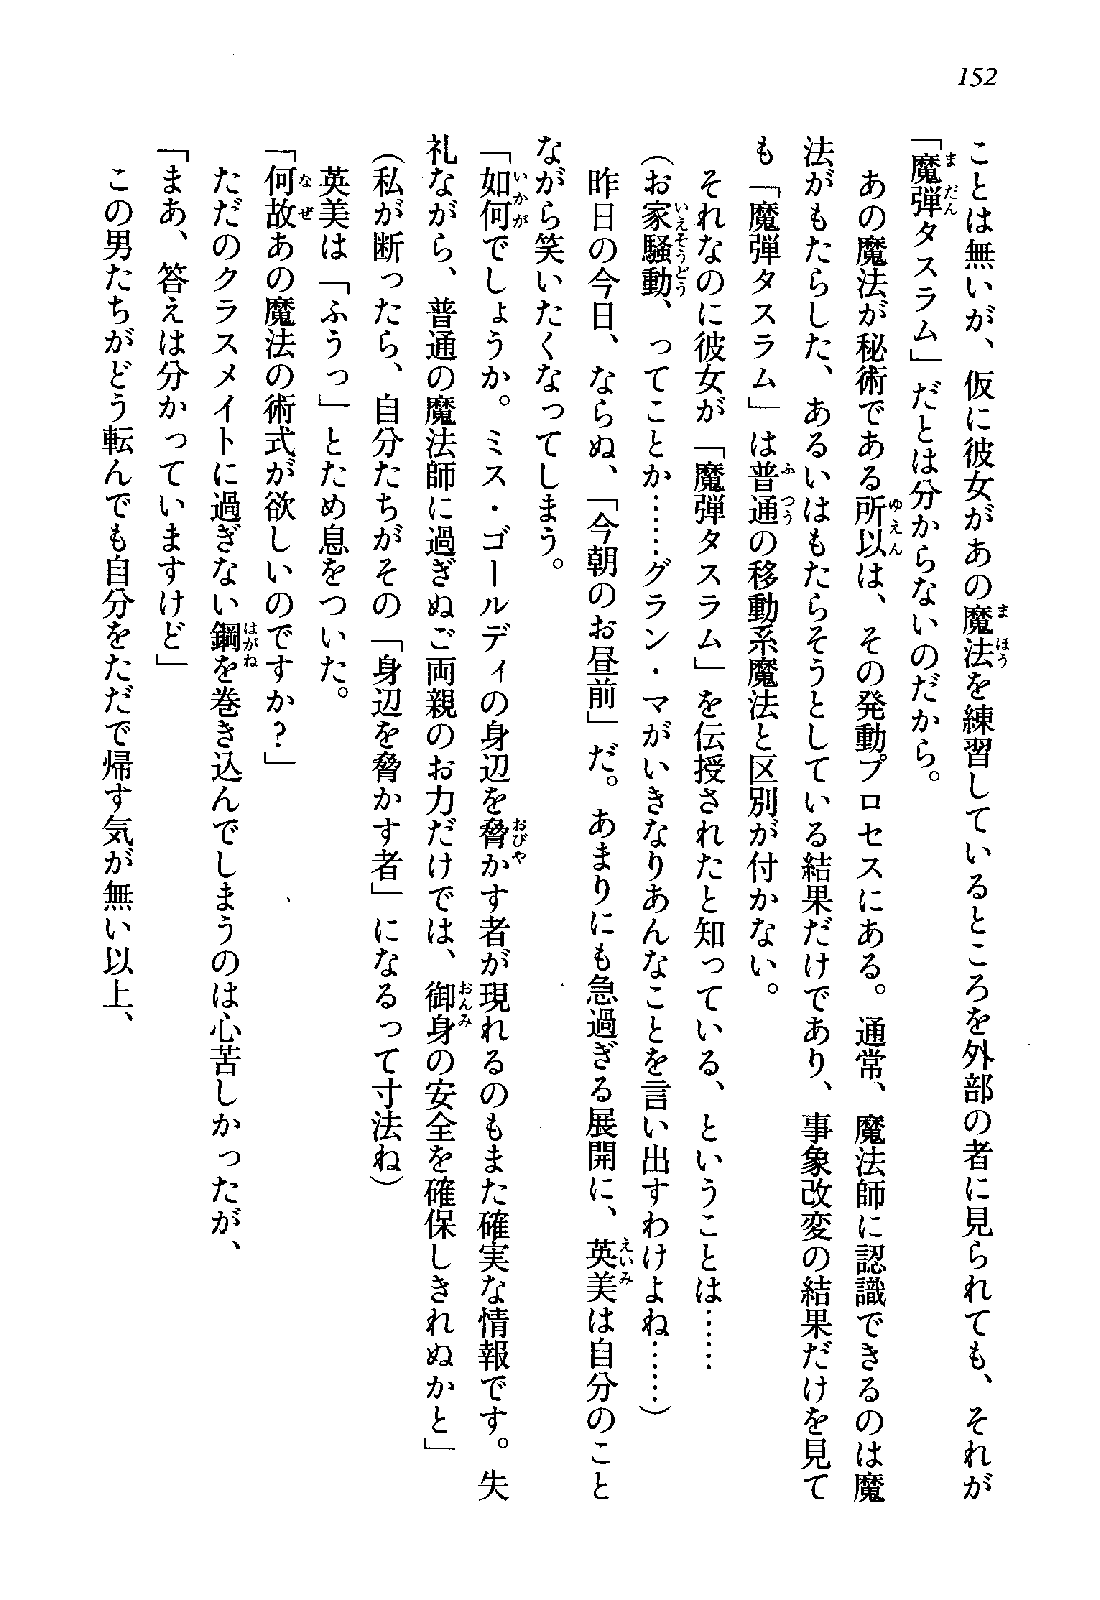 152
ことは無いが、仮に彼女があの魔法を練習しているところを外部の者に見られても、それが
「魔弾タスラム」だとは分からないのだから。
あの魔法が秘術である所以は、その発動プロセスにある。通常、魔法師に認識できるのは魔
法がもたらした、あるいはもたらそうとしている結果だけであり、事象改変の結果だけを見て
も「魔弾タスラム」は普通の移動系魔法と区別が付かない。
それなのに彼女が「魔弾タスラム」を伝授されたと知っている、ということは……
(お家騒動、ってことか……グラン・マがいきなりあんなことを言い出すわけよね……)
昨日の今日、ならぬ、「今朝のお昼前」だ。あまりにも急過ぎる展開に、英美は自分のこと
ながら笑いたくなってしまう。
「如何でしょうか。ミス・ゴールディの身辺を脅かす者が現れるのもまた確実な情報です。失
礼ながら、普通の魔法師に過ぎぬご両親のお力だけでは、御身の安全を確保しきれぬかと」
(私が断ったら、自分たちがその「身辺を脅かす者」になるって寸法ね)
英美は「ふうっ」とため息をついた。
「何故あの魔法の術式が欲しいのですか?」
ただのクラスメイトに過ぎない鋼を巻き込んでしまうのは心苦しかったが、
「まあ、答えは分かっていますけど」
この男たちがどう転んでも自分をただで帰す気が無い以上、